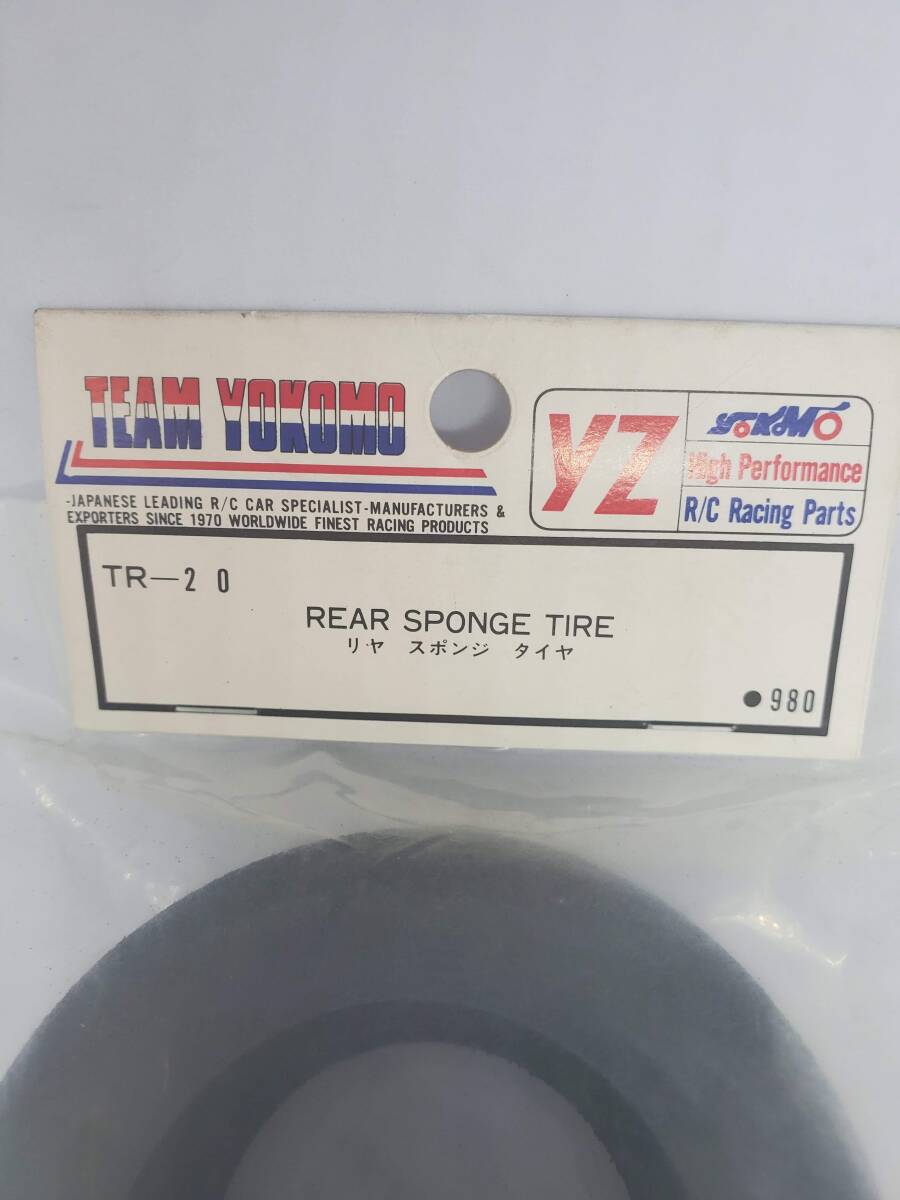 TEAM YOKOMO
-JAPANESE LEADING R/C CAR SPECIALIST-MANUFACTURERS &
EXPORTERS SINCE 1970 WORLDWIDE FINEST RACING PRODUCTS
YZ
YOKOMO
High Performance
R/C Racing Parts
TR—20
REAR SPONGE TIRE
リヤ スポンジ タイヤ
●980